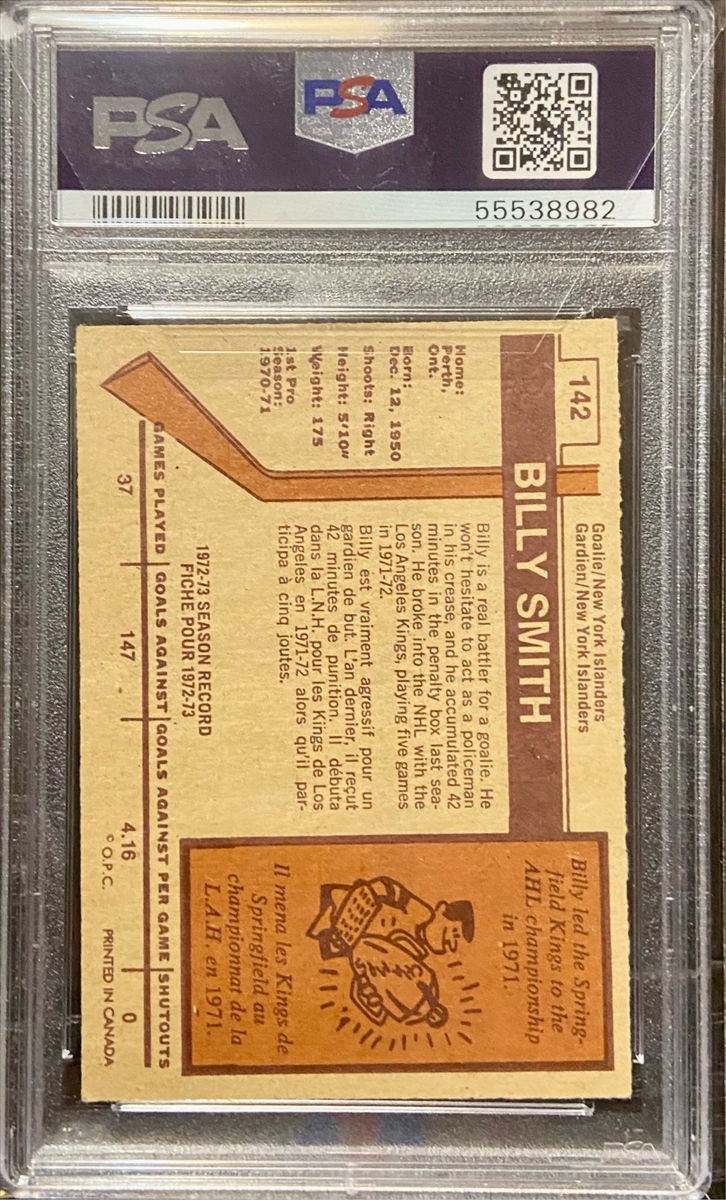 PSA
PSA
55538982
142
Goalie/New York Islanders
Gardien/New York Islanders
BILLY SMITH
Home:
Perth,
Ont.
Born:
Dec. 12, 1950
Shoots: Right
Height: 5'10"
Weight: 175
1st Pro
Season:
1970-71
Billy is a real battler for a goalie. He
won't hesitate to act as a policeman
in his crease, and he accumulated 42
minutes in the penalty box last sea-
son. He broke into the NHL with the
Los Angeles Kings, playing five games
in 1971-72.
Billy est vraiment agressif pour un
gardien de but. L'an dernier, il reçut
42 minutes de punition. Il débuta
dans la L.N.H. pour les Kings de Los
Angeles en 1971-72 alors qu'il par-
ticipa à cinq joutes.
Billy led the Spring-
field Kings to the
AHL championship
in 1971.
Il mena les Kings de
Springfield au
championnat de la
L.A.H. en 1971.
1972-73 SEASON RECORD
FICHE POUR 1972-73
GAMES PLAYED GOALS AGAINST GOALS AGAINST PER GAME SHUTOUTS
37 147 4.16 0
© O.P.C. PRINTED IN CANADA
PSA